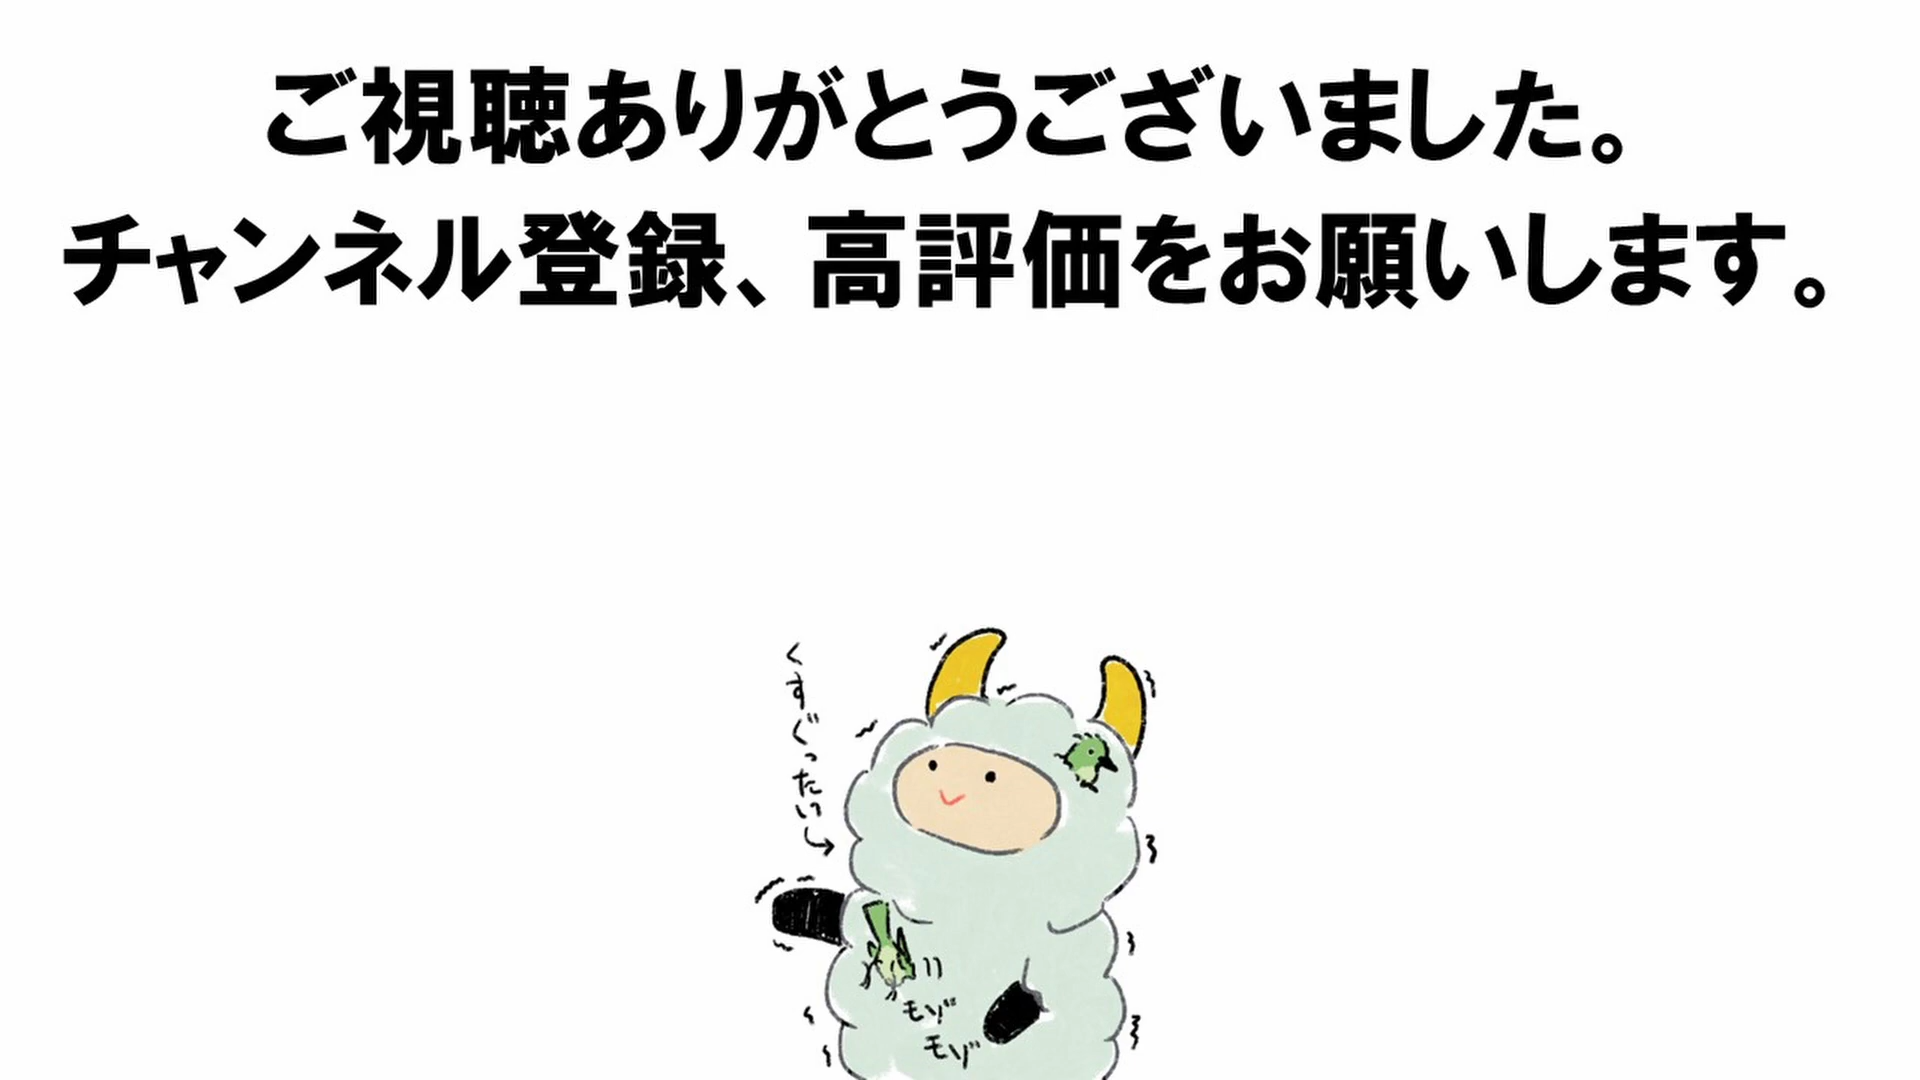 ご視聴ありがとうございました。
チャンネル登録、高評価をお願いします。
くすぐったい
モゾ
モゾ